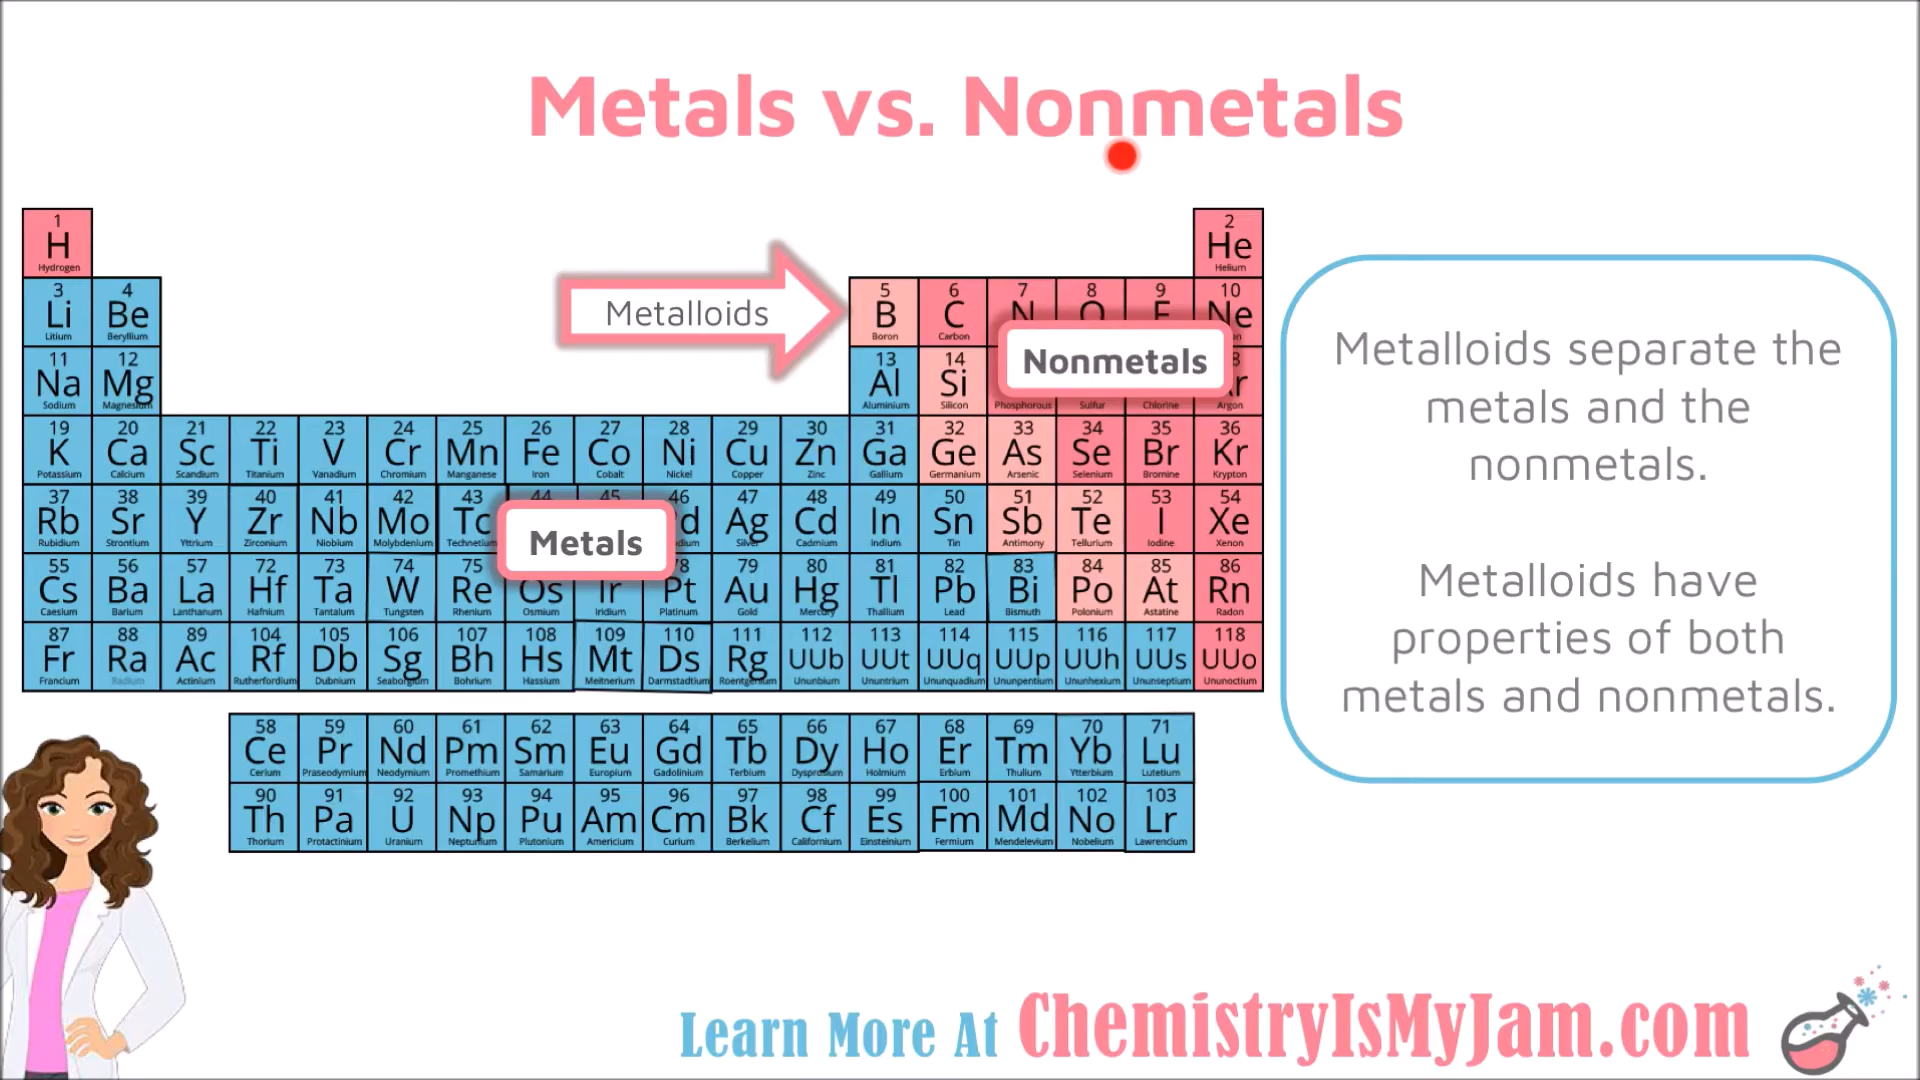 Metals vs. Nonmetals
1 2
H He
Hydrogen Helium
3 4 5 6 7 8 9 10
Li Be Metalloids B C N O F Ne
Litium Beryllium Boron Carbon
11 12 13 14 Nonmetals
Na Mg Al Si
Sodium Magnesium Aluminium Silicon Phosphorous Sulfur Chlorine Argon
19 20 21 22 23 24 25 26 27 28 29 30 31 32 33 34 35 36
K Ca Sc Ti V Cr Mn Fe Co Ni Cu Zn Ga Ge As Se Br Kr
Potassium Calcium Scandium Titanium Vanadium Chromium Manganese Iron Cobalt Nickel Copper Zinc Gallium Germanium Arsenic Selenium Bromine Krypton
37 38 39 40 41 42 43 44 45 46 47 48 49 50 51 52 53 54
Rb Sr Y Zr Nb Mo Tc Ag Cd In Sn Sb Te I Xe
Rubidium Strontium Yttrium Zirconium Niobium Molybdenium Technetium Metals Silver Cadmium Indium Tin Antimony Tellurium Iodine Xenon
55 56 57 72 73 74 75 79 80 81 82 83 84 85 86
Cs Ba La Hf Ta W Re Os Ir Pt Au Hg Tl Pb Bi Po At Rn
Caesium Barium Lanthanum Hafnium Tantalum Tungsten Rhenium Osmium Iridium Platinum Gold Mercury Thallium Lead Bismuth Polonium Astatine Radon
87 88 89 104 105 106 107 108 109 110 111 112 113 114 115 116 117 118
Fr Ra Ac Rf Db Sg Bh Hs Mt Ds Rg UUb UUt UUq UUp UUh UUs UUo
Francium Radium Actinium Rutherfordium Dubnium Seaborgium Bohrium Hassium Meitnerium Darmstadtium Roentgenium Ununbium Ununtrium Ununquadium Ununpentium Ununhexium Ununseptium Ununoctium
58 59 60 61 62 63 64 65 66 67 68 69 70 71
Ce Pr Nd Pm Sm Eu Gd Tb Dy Ho Er Tm Yb Lu
Cerium Praseodymium Neodymium Promethium Samarium Europium Gadolinium Terbium Dysprosium Holmium Erbium Thulium Ytterbium Lutetium
90 91 92 93 94 95 96 97 98 99 100 101 102 103
Th Pa U Np Pu Am Cm Bk Cf Es Fm Md No Lr
Thorium Protactinium Uranium Neptunium Plutonium Americium Curium Berkelium Californium Einsteinium Fermium Mendelevium Nobelium Lawrencium
Metalloids separate the
metals and the
nonmetals.
Metalloids have
properties of both
metals and nonmetals.
Learn More At ChemistryIsMyJam.com